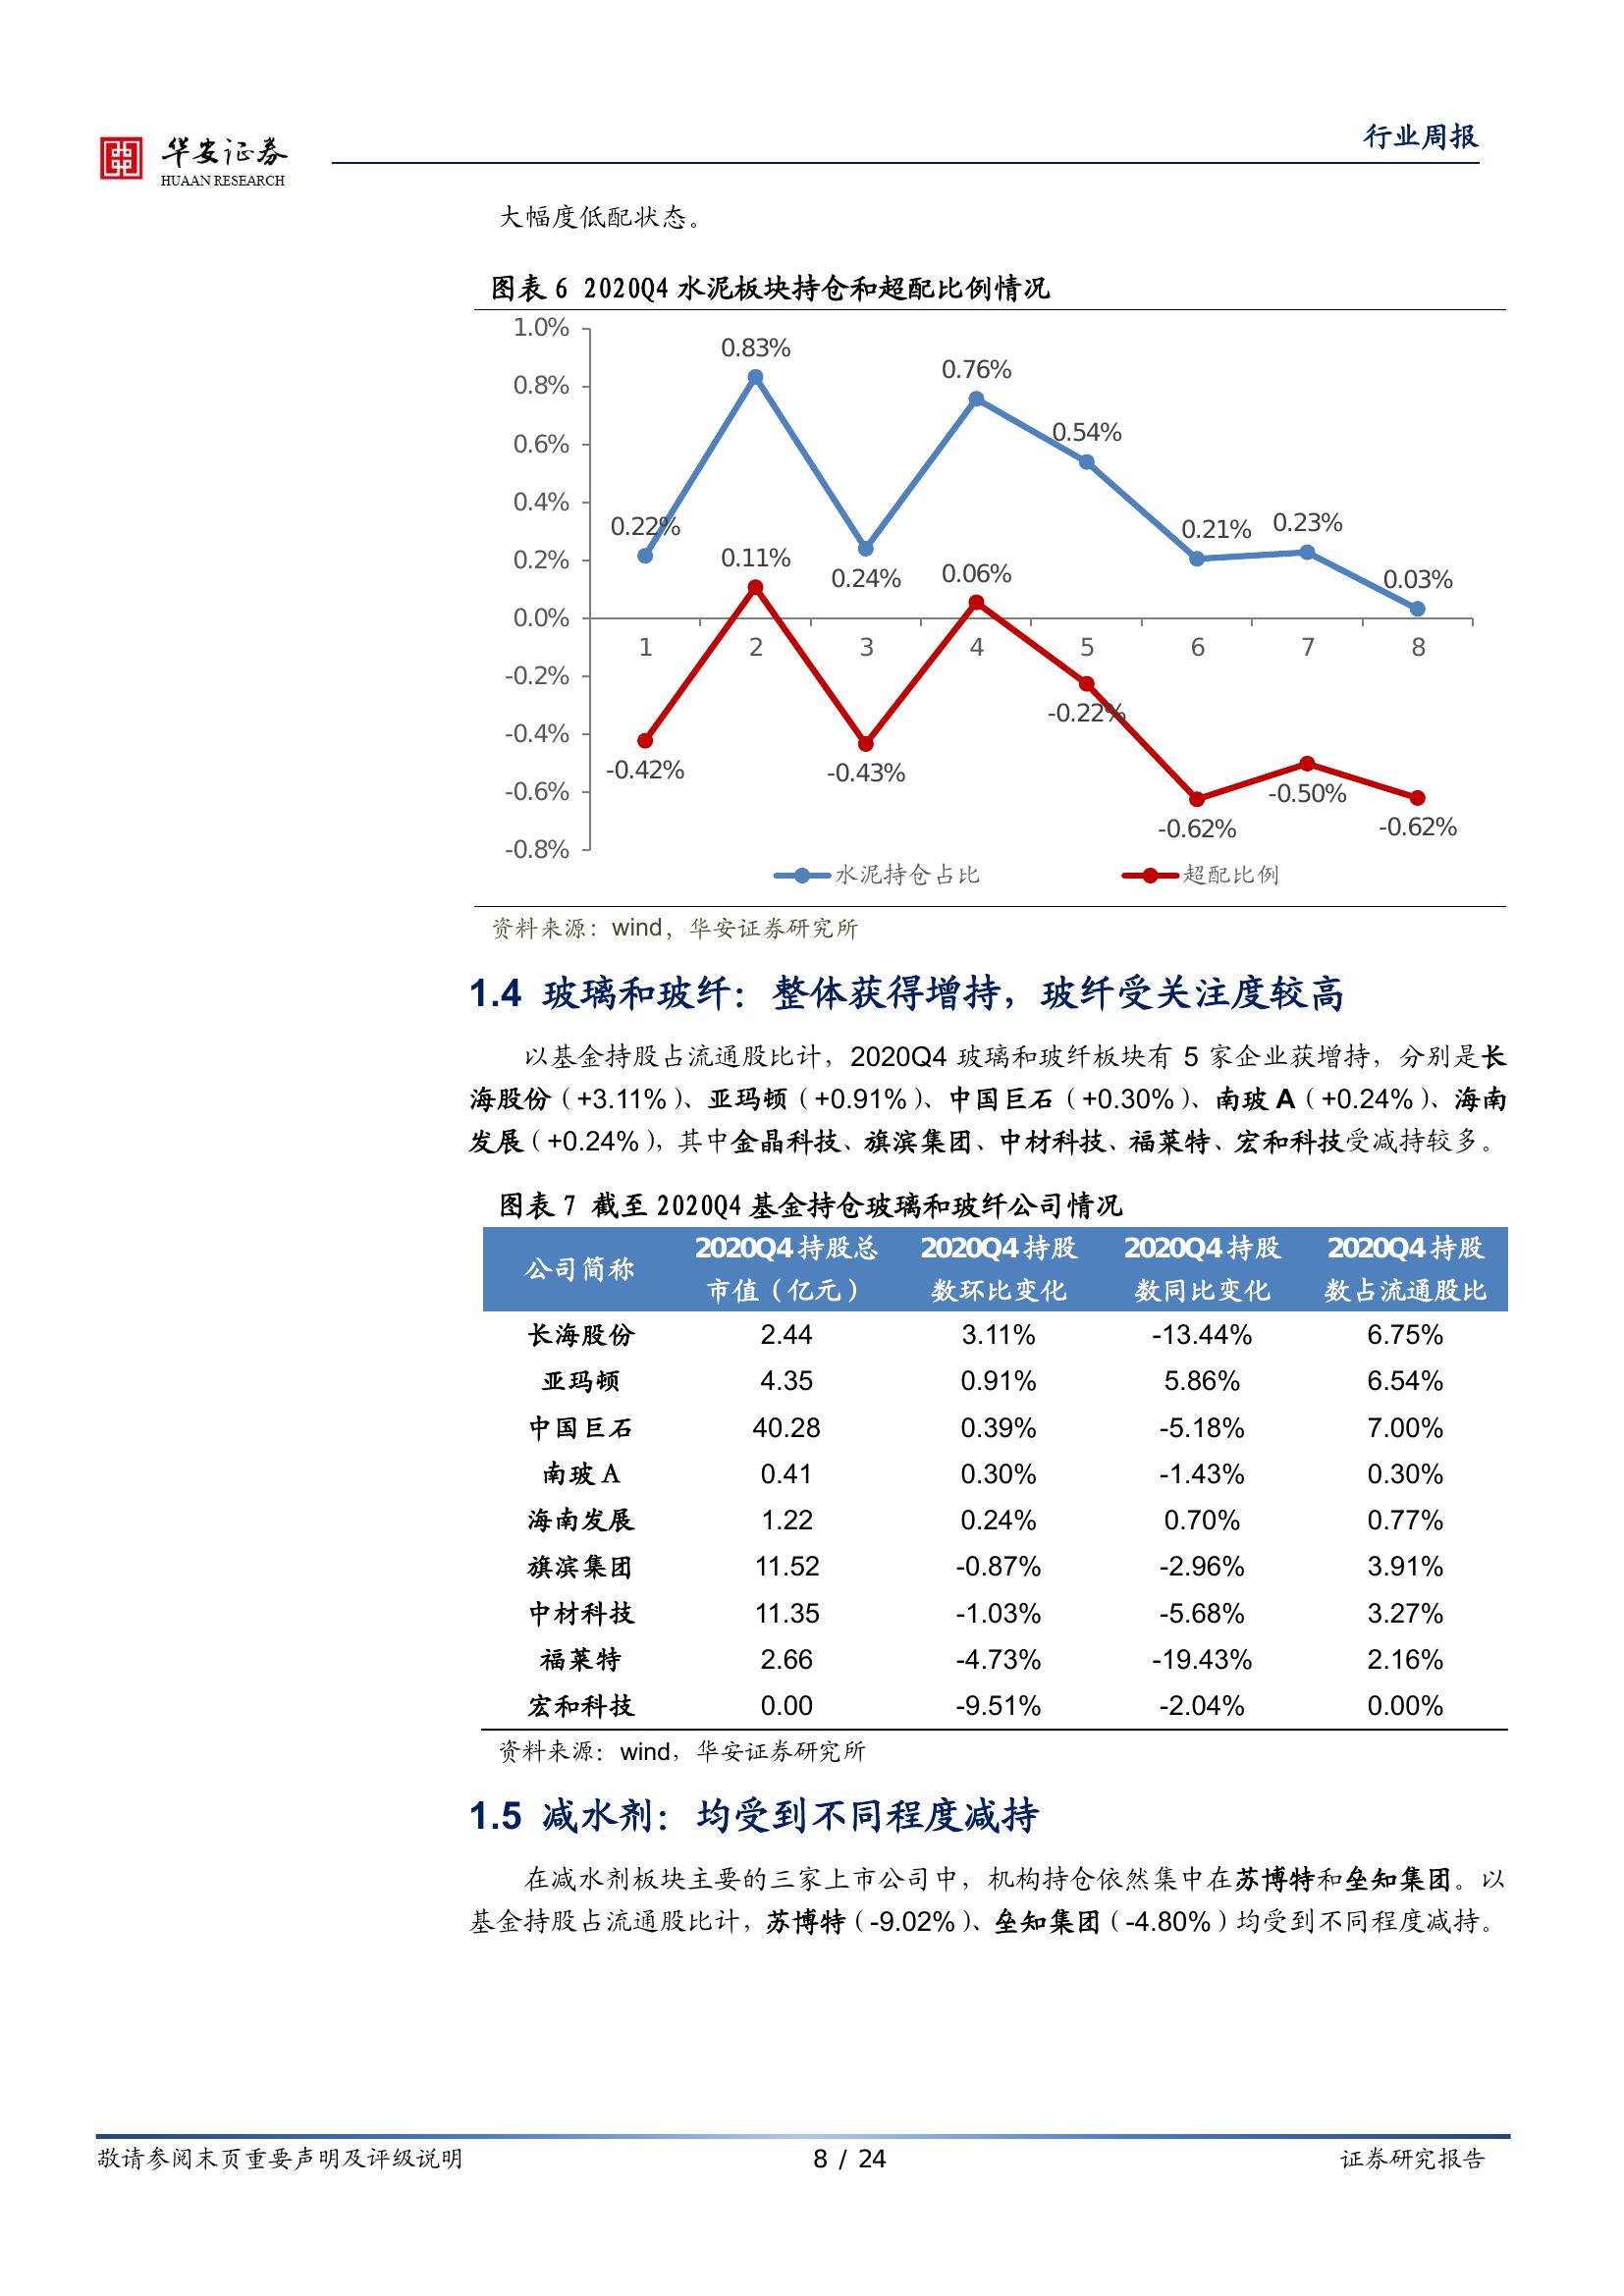 华安证券
HUAAN RESEARCH
行业周报
大幅度低配状态。
图表 6 2020Q4 水泥板块持仓和超配比例情况
1.0%
0.8%
0.6%
0.4%
0.2%
0.0%
-0.2%
-0.4%
-0.6%
-0.8%
0.22%
0.83%
0.24%
0.76%
0.54%
0.21%
0.23%
0.03%
-0.42%
0.11%
-0.43%
0.06%
-0.22%
-0.62%
-0.50%
-0.62%
1 2 3 4 5 6 7 8
水泥持仓占比 超配比例
资料来源：wind，华安证券研究所
1.4 玻璃和玻纤：整体获得增持，玻纤受关注度较高
以基金持股占流通股比计，2020Q4 玻璃和玻纤板块有 5 家企业获增持，分别是长
海股份（+3.11%）、亚玛顿（+0.91%）、中国巨石（+0.30%）、南玻 A（+0.24%）、海南
发展（+0.24%），其中金晶科技、旗滨集团、中材科技、福莱特、宏和科技受减持较多。
图表 7 截至 2020Q4 基金持仓玻璃和玻纤公司情况
公司简称 2020Q4 持股总市值（亿元） 2020Q4 持股数环比变化 2020Q4 持股数同比变化 2020Q4 持股数占流通股比
长海股份 2.44 3.11% -13.44% 6.75%
亚玛顿 4.35 0.91% 5.86% 6.54%
中国巨石 40.28 0.39% -5.18% 7.00%
南玻 A 0.41 0.30% -1.43% 0.30%
海南发展 1.22 0.24% 0.70% 0.77%
旗滨集团 11.52 -0.87% -2.96% 3.91%
中材科技 11.35 -1.03% -5.68% 3.27%
福莱特 2.66 -4.73% -19.43% 2.16%
宏和科技 0.00 -9.51% -2.04% 0.00%
资料来源：wind，华安证券研究所
1.5 减水剂：均受到不同程度减持
在减水剂板块主要的三家上市公司中，机构持仓依然集中在苏博特和垒知集团。以
基金持股占流通股比计，苏博特（-9.02%）、垒知集团（-4.80%）均受到不同程度减持。
敬请参阅末页重要声明及评级说明 8 / 24 证券研究报告